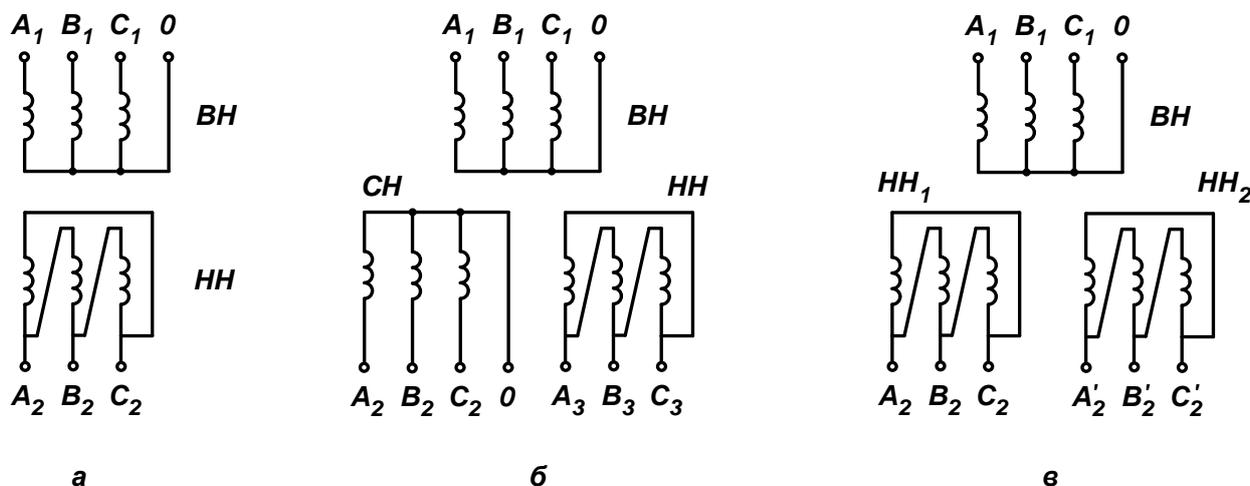 A₁ B₁ C₁ 0
A₁ B₁ C₁ 0
A₁ B₁ C₁ 0
ВН
ВН
ВН
СН
НН
НН₁
НН₂
НН
A₂ B₂ C₂
A₂ B₂ C₂ 0
A₃ B₃ C₃
A₂ B₂ C₂
A'₂ B'₂ C'₂
а
б
в